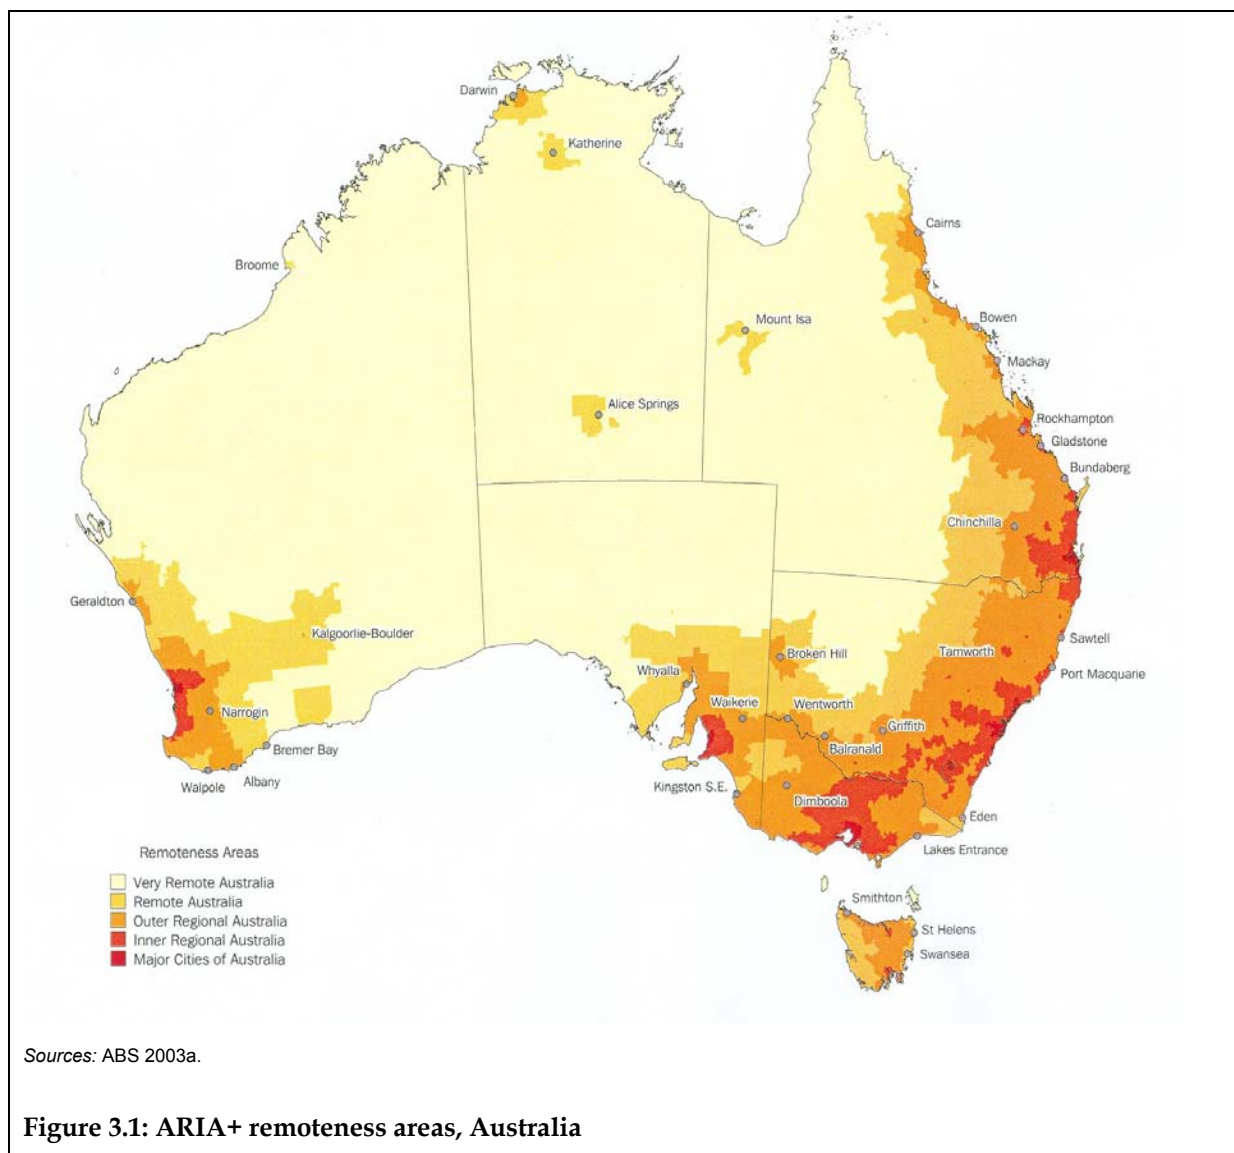 Darwin
Katherine
Cairns
Broome
Mount Isa
Bowen
Mackay
Alice Springs
Rockhampton
Gladstone
Bundaberg
Chinchilla
Geraldton
Kalgoorlie-Boulder
Sawtell
Tamworth
Broken Hill
Port Macquarie
Whyalla
Waikerie
Wentworth
Narrogin
Griffith
Bremer Bay
Balranald
Albany
Walpole
Kingston S.E.
Dimboola
Eden
Lakes Entrance
Remoteness Areas
Very Remote Australia
Remote Australia
Outer Regional Australia
Inner Regional Australia
Major Cities of Australia
Smithton
St Helens
Swansea
Sources: ABS 2003a.
Figure 3.1: ARIA+ remoteness areas, Australia